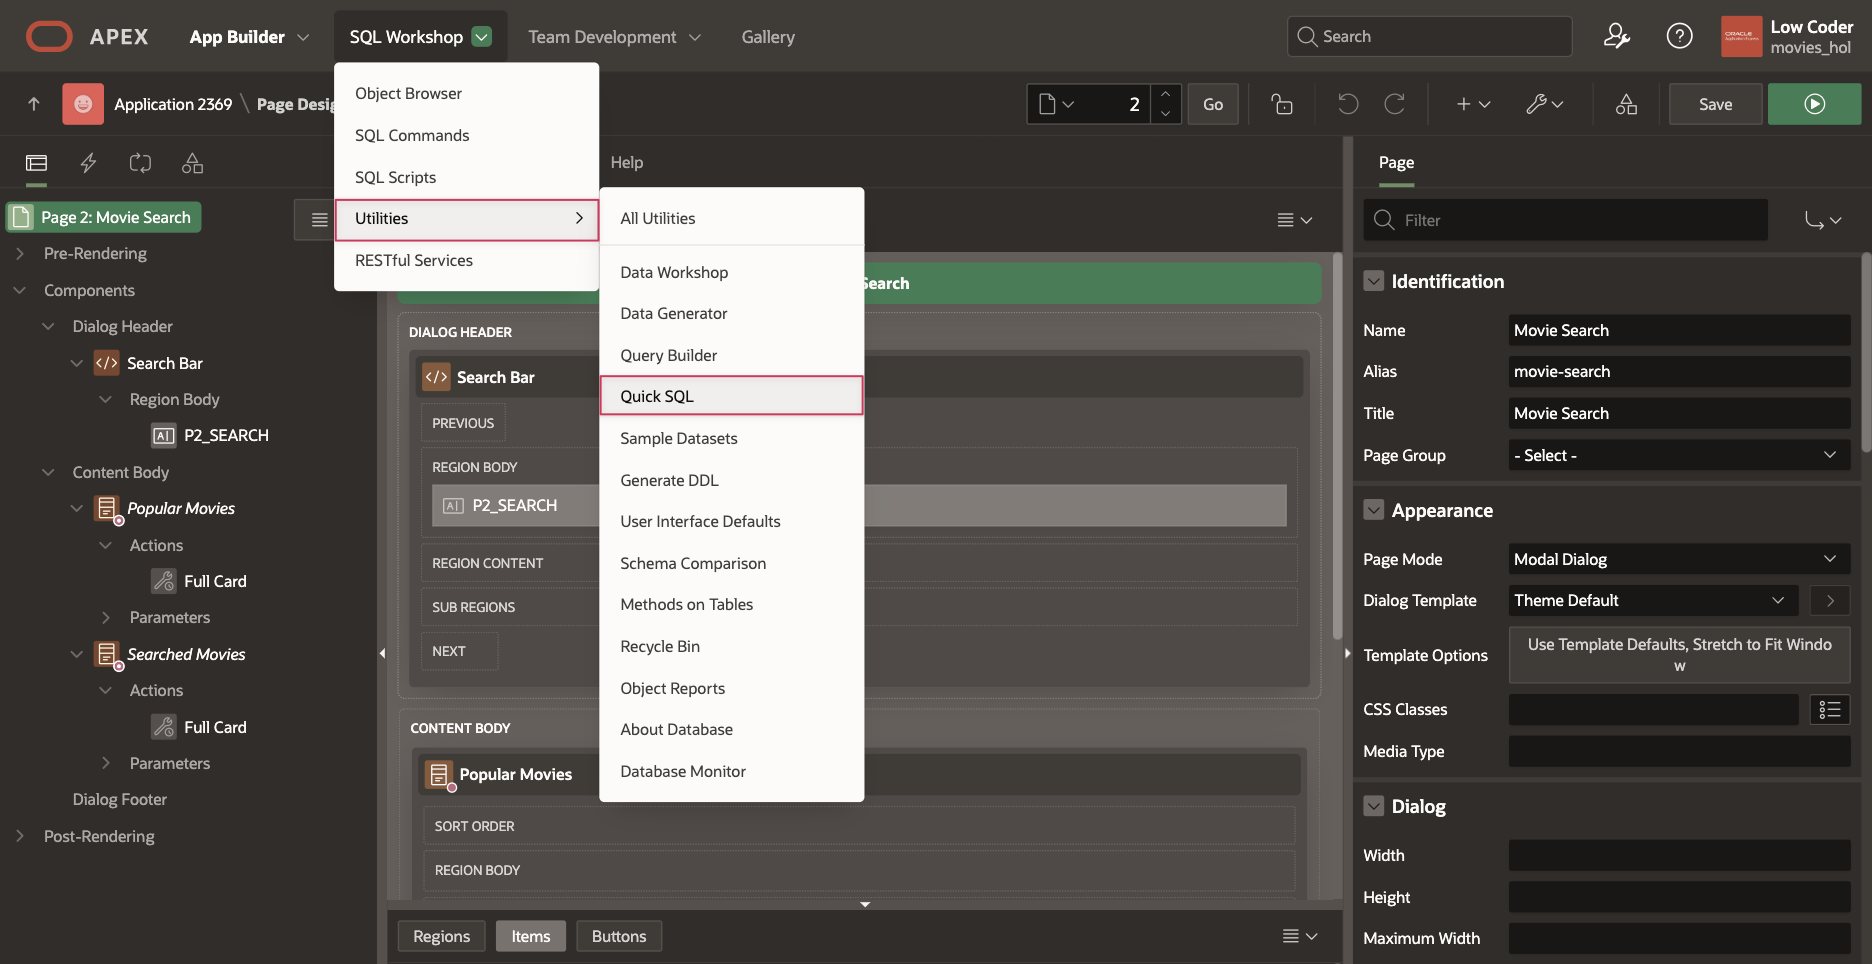 APEX
App Builder
SQL Workshop
Team Development
Gallery
Search
Low Coder
movies_hol
Application 2369 \ Page Desig
2
Go
Save
Object Browser
SQL Commands
SQL Scripts
Utilities
RESTful Services
All Utilities
Data Workshop
Data Generator
Query Builder
Quick SQL
Sample Datasets
Generate DDL
User Interface Defaults
Schema Comparison
Methods on Tables
Recycle Bin
Object Reports
About Database
Database Monitor
Page 2: Movie Search
Pre-Rendering
Components
Dialog Header
Search Bar
Region Body
P2_SEARCH
Content Body
Popular Movies
Actions
Full Card
Parameters
Searched Movies
Actions
Full Card
Parameters
Dialog Footer
Post-Rendering
Help
Search
DIALOG HEADER
Search Bar
PREVIOUS
REGION BODY
P2_SEARCH
REGION CONTENT
SUB REGIONS
NEXT
CONTENT BODY
Popular Movies
SORT ORDER
REGION BODY
Regions
Items
Buttons
Page
Filter
Identification
Name
Movie Search
Alias
movie-search
Title
Movie Search
Page Group
- Select -
Appearance
Page Mode
Modal Dialog
Dialog Template
Theme Default
Template Options
Use Template Defaults, Stretch to Fit Windo
w
CSS Classes
Media Type
Dialog
Width
Height
Maximum Width